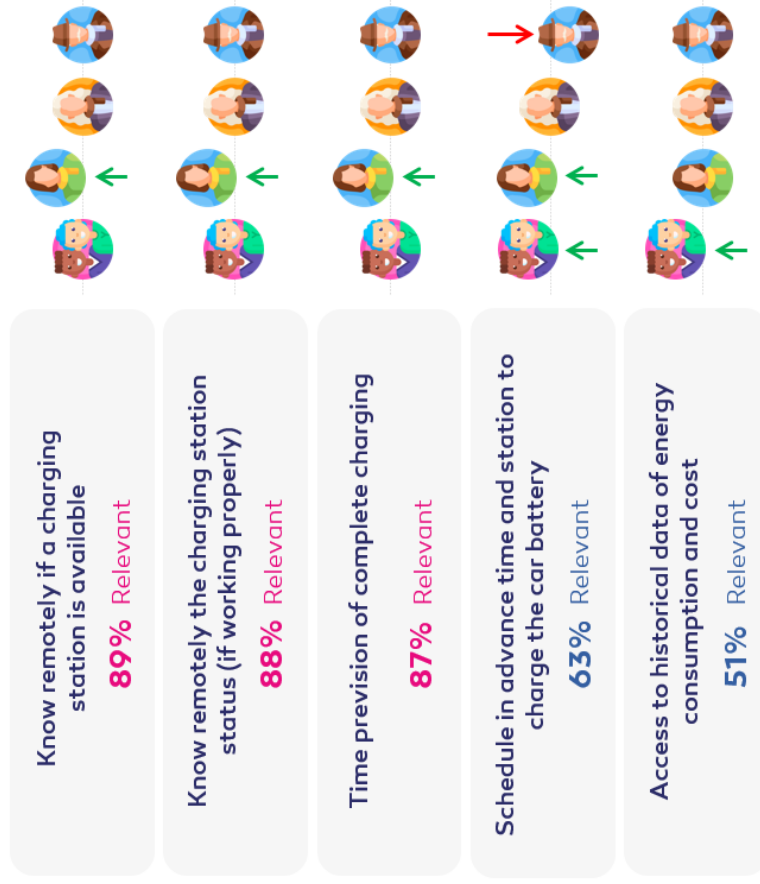 Know remotely if a charging
station is available
89% Relevant
Know remotely the charging station
status (if working properly)
88% Relevant
Time prevision of complete charging
87% Relevant
Schedule in advance time and station to
charge the car battery
63% Relevant
Access to historical data of energy
consumption and cost
51% Relevant